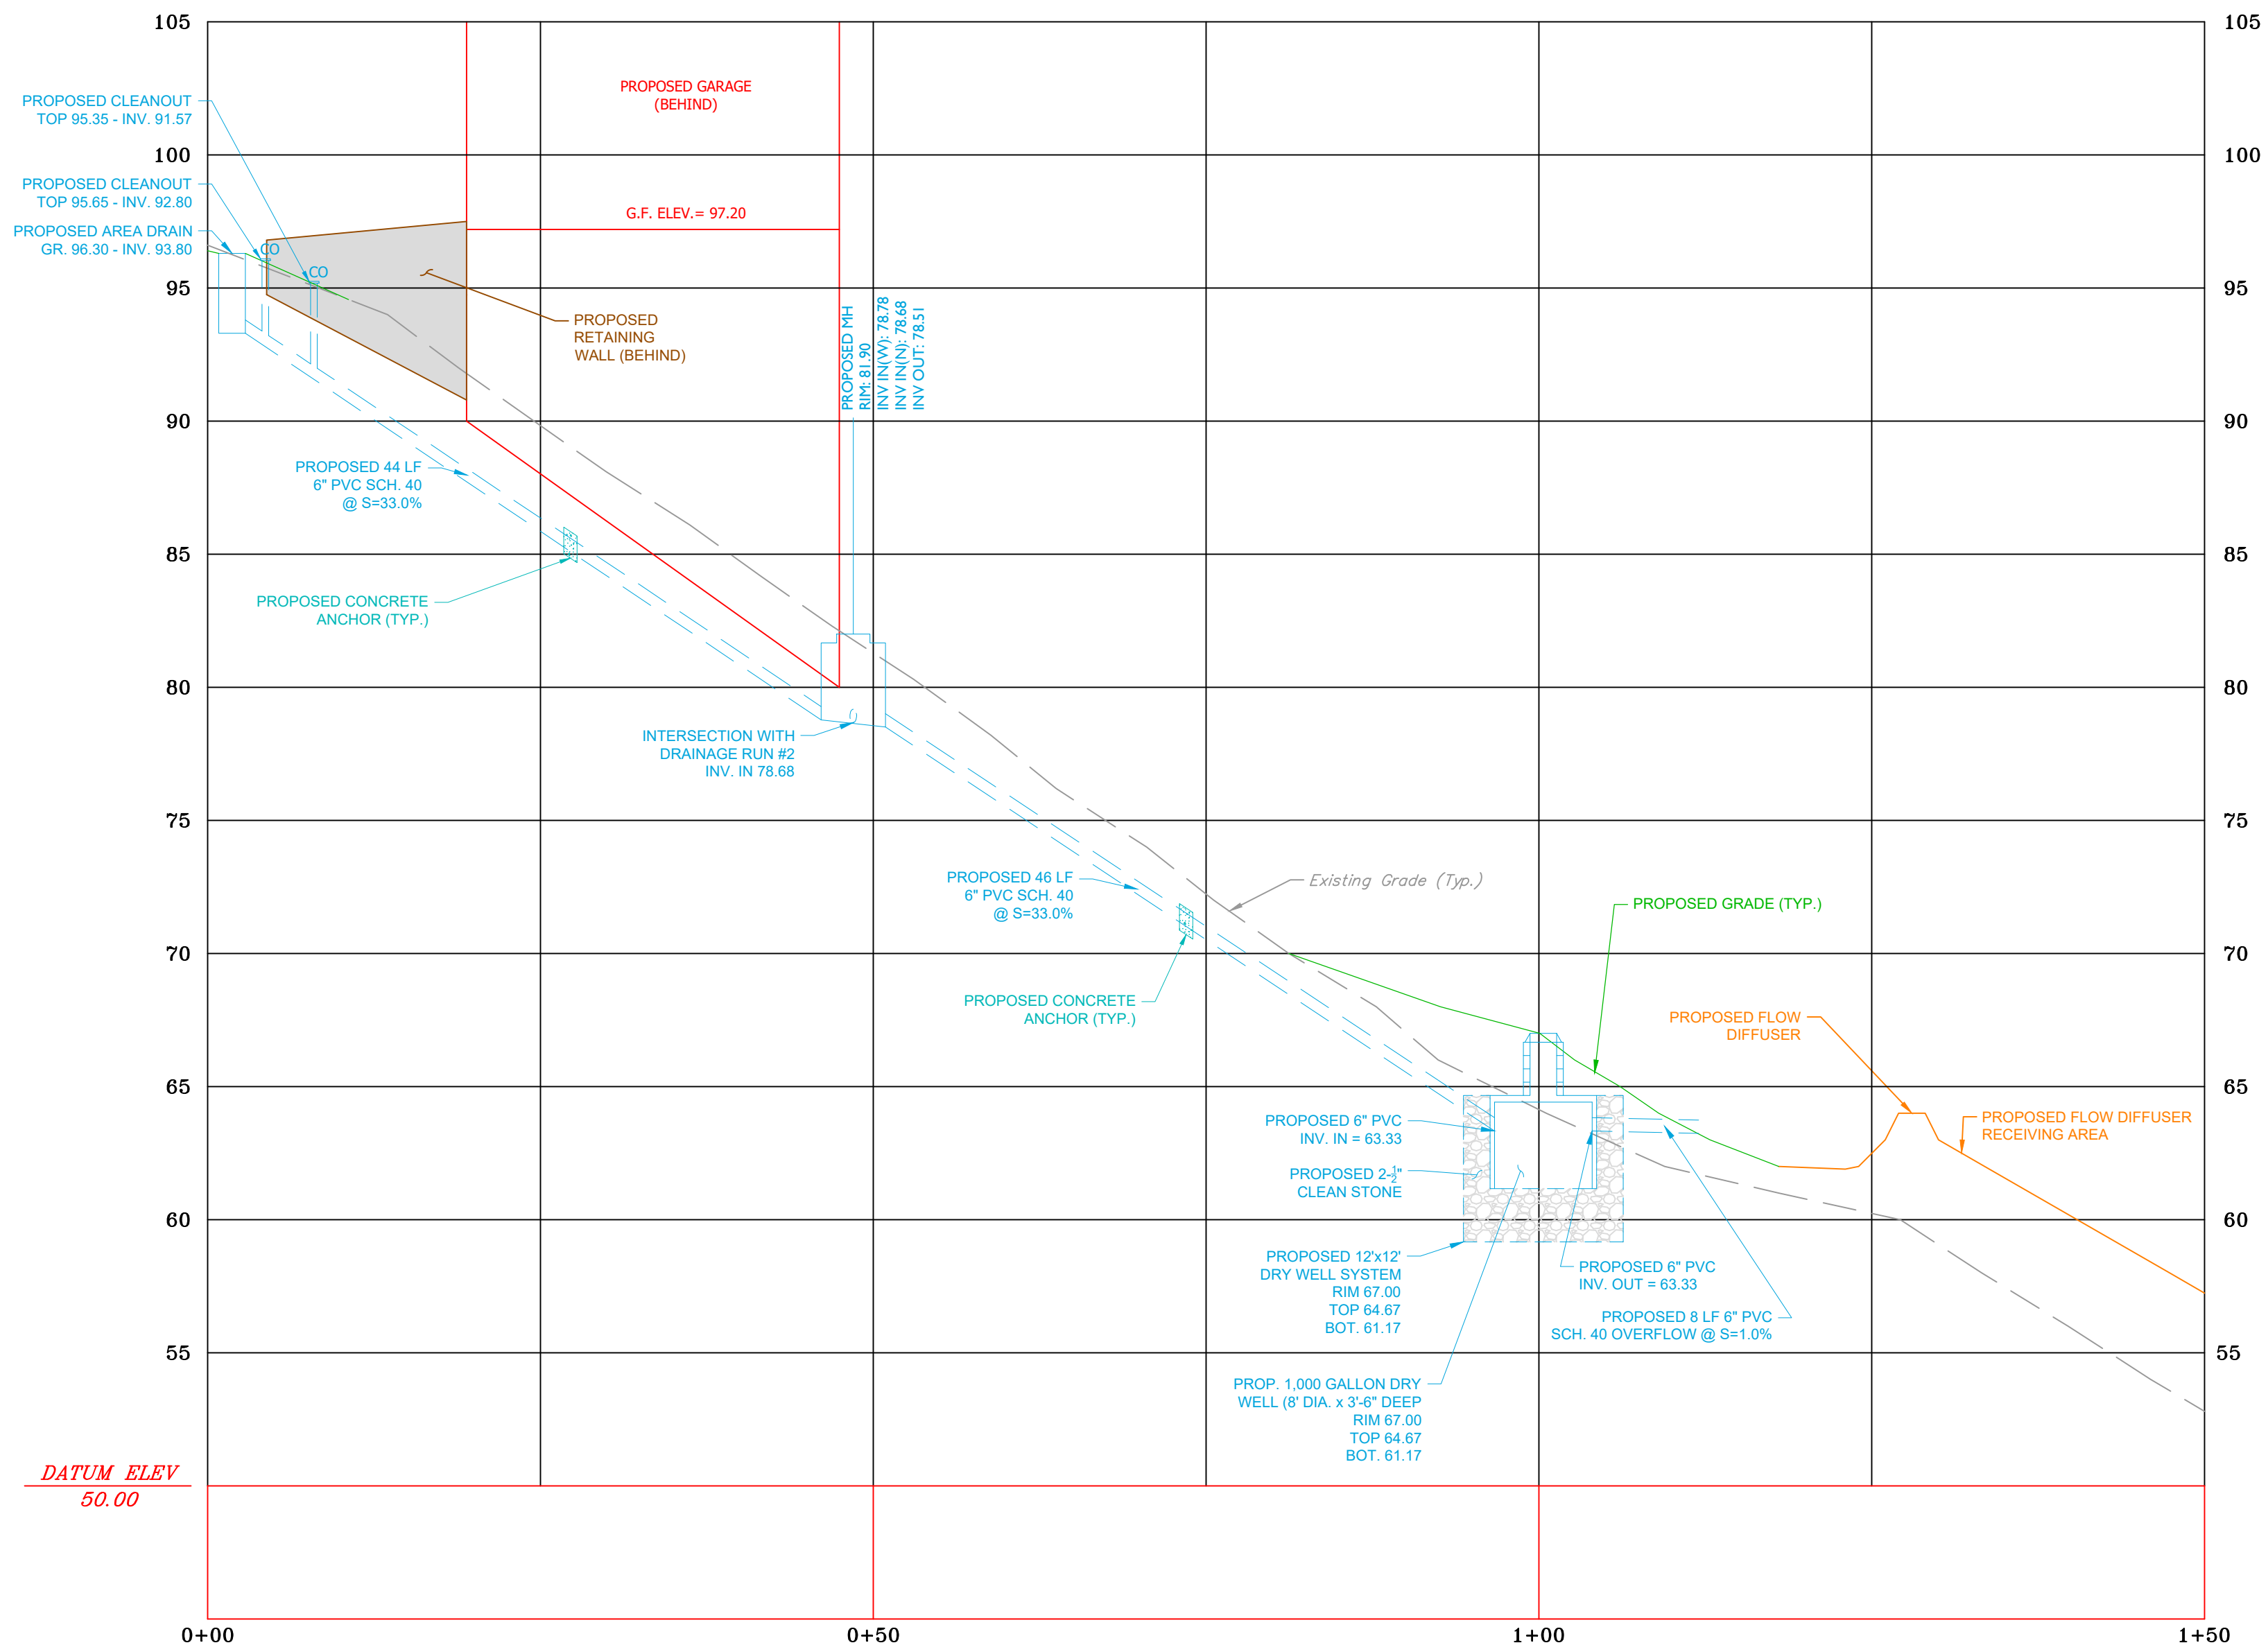 105
105
PROPOSED GARAGE
(BEHIND)
PROPOSED CLEANOUT
TOP 95.35 - INV. 91.57
100
100
PROPOSED CLEANOUT
TOP 95.65 - INV. 92.80
G.F. ELEV.= 97.20
PROPOSED AREA DRAIN
GR. 96.30 - INV. 93.80
CO
CO
95
95
PROPOSED
RETAINING
WALL (BEHIND)
PROPOSED MH
RIM: 81.90
INV IN(W): 78.78
INV IN(N): 78.68
INV OUT: 78.51
90
90
PROPOSED 44 LF
6" PVC SCH. 40
@ S=33.0%
85
85
PROPOSED CONCRETE
ANCHOR (TYP.)
80
80
INTERSECTION WITH
DRAINAGE RUN #2
INV. IN 78.68
75
75
PROPOSED 46 LF
6" PVC SCH. 40
@ S=33.0%
Existing Grade (Typ.)
PROPOSED GRADE (TYP.)
70
70
PROPOSED CONCRETE
ANCHOR (TYP.)
PROPOSED FLOW
DIFFUSER
65
65
PROPOSED 6" PVC
INV. IN = 63.33
PROPOSED FLOW DIFFUSER
RECEIVING AREA
PROPOSED 2-1/2"
CLEAN STONE
60
60
PROPOSED 12'x12'
DRY WELL SYSTEM
RIM 67.00
TOP 64.67
BOT. 61.17
PROPOSED 6" PVC
INV. OUT = 63.33
PROPOSED 8 LF 6" PVC
SCH. 40 OVERFLOW @ S=1.0%
55
55
PROP. 1,000 GALLON DRY
WELL (8' DIA. x 3'-6" DEEP
RIM 67.00
TOP 64.67
BOT. 61.17
DATUM ELEV
50.00
0+00
0+50
1+00
1+50